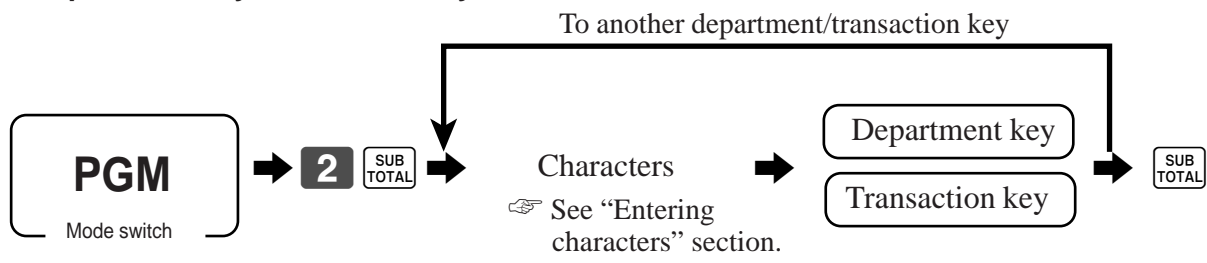 To another department/transaction key
PGM
Mode switch
2
SUB
TOTAL
Characters
☞ See “Entering
characters” section.
Department key
Transaction key
SUB
TOTAL